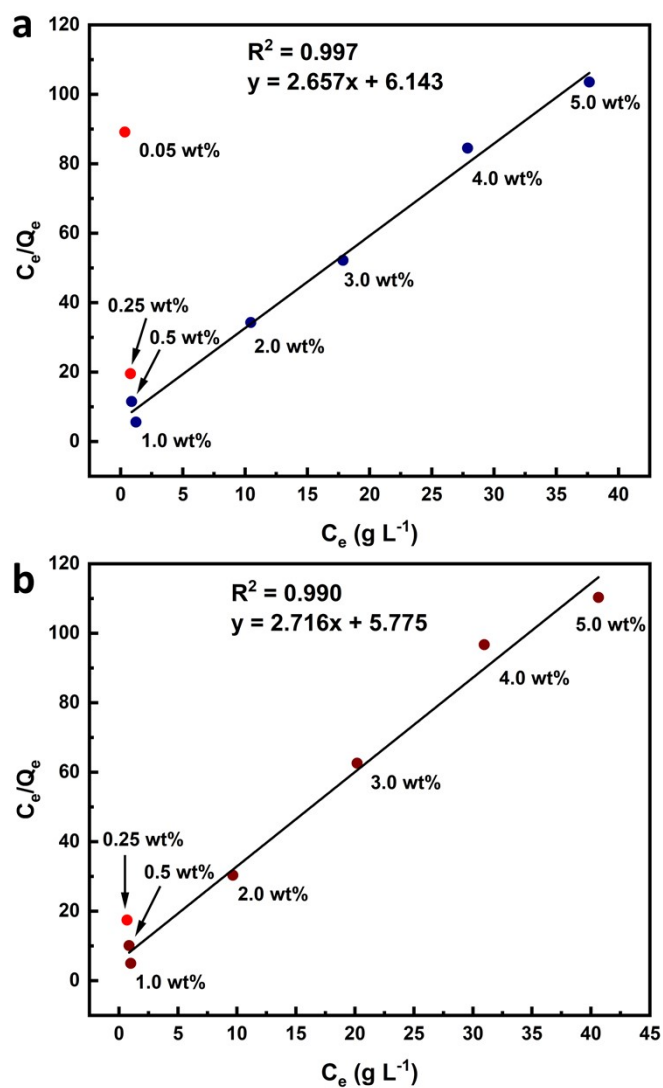 a
R² = 0.997
y = 2.657x + 6.143
120
100
80
60
40
20
0
Cₑ/Qₑ
0.05 wt%
0.25 wt%
0.5 wt%
1.0 wt%
2.0 wt%
3.0 wt%
4.0 wt%
5.0 wt%
0 5 10 15 20 25 30 35 40
Cₑ (g L⁻¹)
b
R² = 0.990
y = 2.716x + 5.775
120
100
80
60
40
20
0
Cₑ/Qₑ
0.25 wt%
0.5 wt%
1.0 wt%
2.0 wt%
3.0 wt%
4.0 wt%
5.0 wt%
0 5 10 15 20 25 30 35 40 45
Cₑ (g L⁻¹)